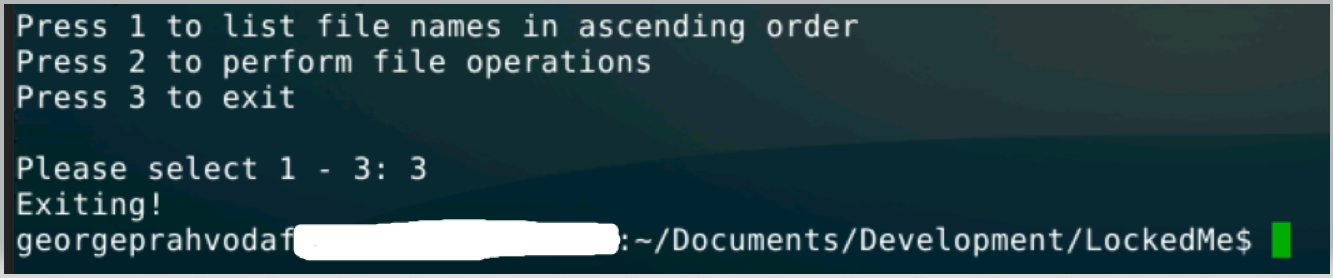 Press 1 to list file names in ascending order
Press 2 to perform file operations
Press 3 to exit
Please select 1 - 3: 3
Exiting!
georgeprahvodaf :~/Documents/Development/LockedMe$